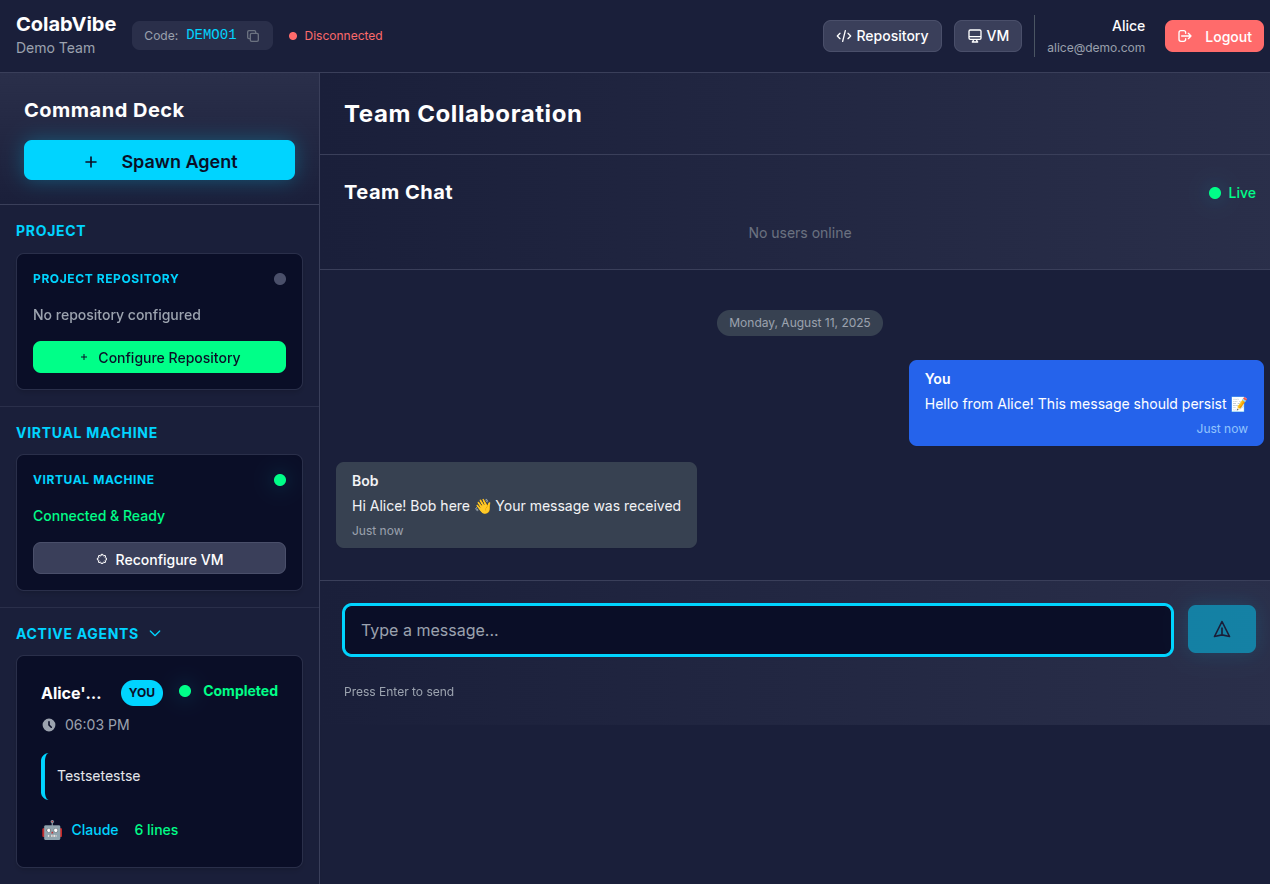 ColabVibe
Demo Team
Code: DEMO01
Disconnected
Repository
VM
Alice
alice@demo.com
Logout
Command Deck
Spawn Agent
PROJECT
PROJECT REPOSITORY
No repository configured
Configure Repository
VIRTUAL MACHINE
VIRTUAL MACHINE
Connected & Ready
Reconfigure VM
ACTIVE AGENTS
Alice'... YOU Completed
06:03 PM
Testsetestse
Claude 6 lines
Team Collaboration
Team Chat
Live
No users online
Monday, August 11, 2025
You
Hello from Alice! This message should persist 📝
Just now
Bob
Hi Alice! Bob here 👋 Your message was received
Just now
Type a message...
Press Enter to send